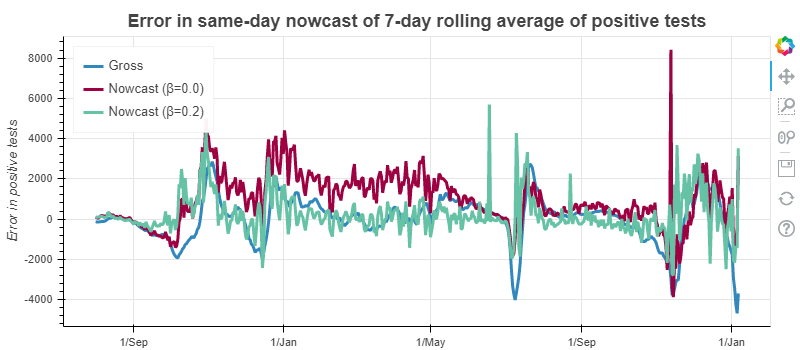 Error in same-day nowcast of 7-day rolling average of positive tests
Error in positive tests
8000
6000
4000
2000
0
-2000
-4000
Gross
Nowcast (β=0.0)
Nowcast (β=0.2)
1/Sep
1/Jan
1/May
1/Sep
1/Jan